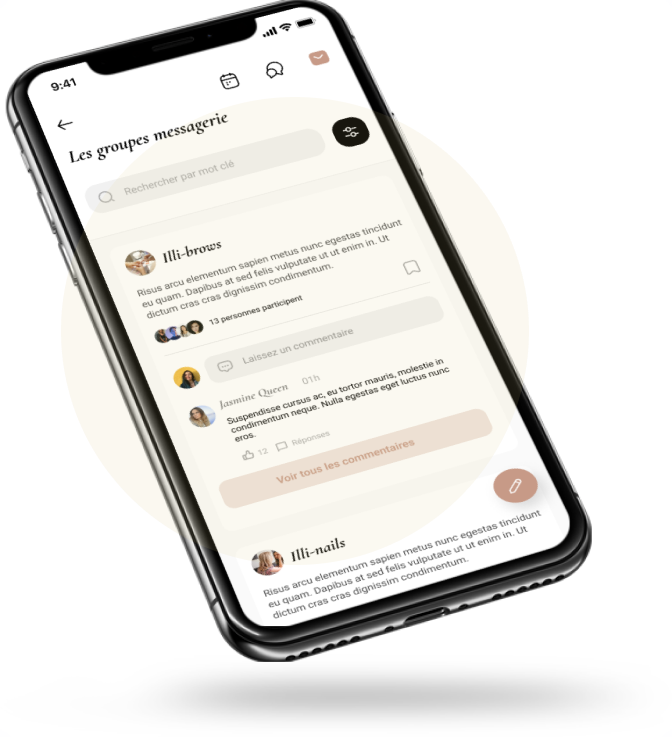 9:41
Les groupes messagerie
Rechercher par mot clé
Illi-brows
Risus arcu elementum sapien metus nunc egestas tincidunt
eu quam. Dapibus at sed felis vulputate ut ut enim in. Ut
dictum cras cras dignissim condimentum.
13 personnes participent
Laissez un commentaire
Jasmine Queen 01h
Suspendisse cursus ac, eu tortor mauris, molestie in
condimentum neque. Nulla egestas eget luctus nunc
eros.
12 Réponses
Voir tous les commentaires
Illi-nails
Risus arcu elementum sapien metus nunc egestas tincidunt
eu quam. Dapibus at sed felis vulputate ut ut enim in. Ut
dictum cras cras dignissim condimentum.